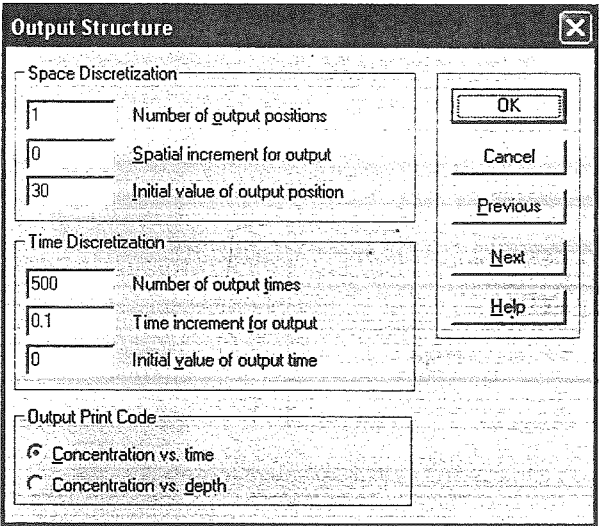 Output Structure
Space Discretization
1 Number of output positions
0 Spatial increment for output
30 Initial value of output position
Time Discretization
500 Number of output times
0.1 Time increment for output
0 Initial value of output time
Output Print Code
Concentration vs. time
Concentration vs. depth
OK
Cancel
Previous
Next
Help